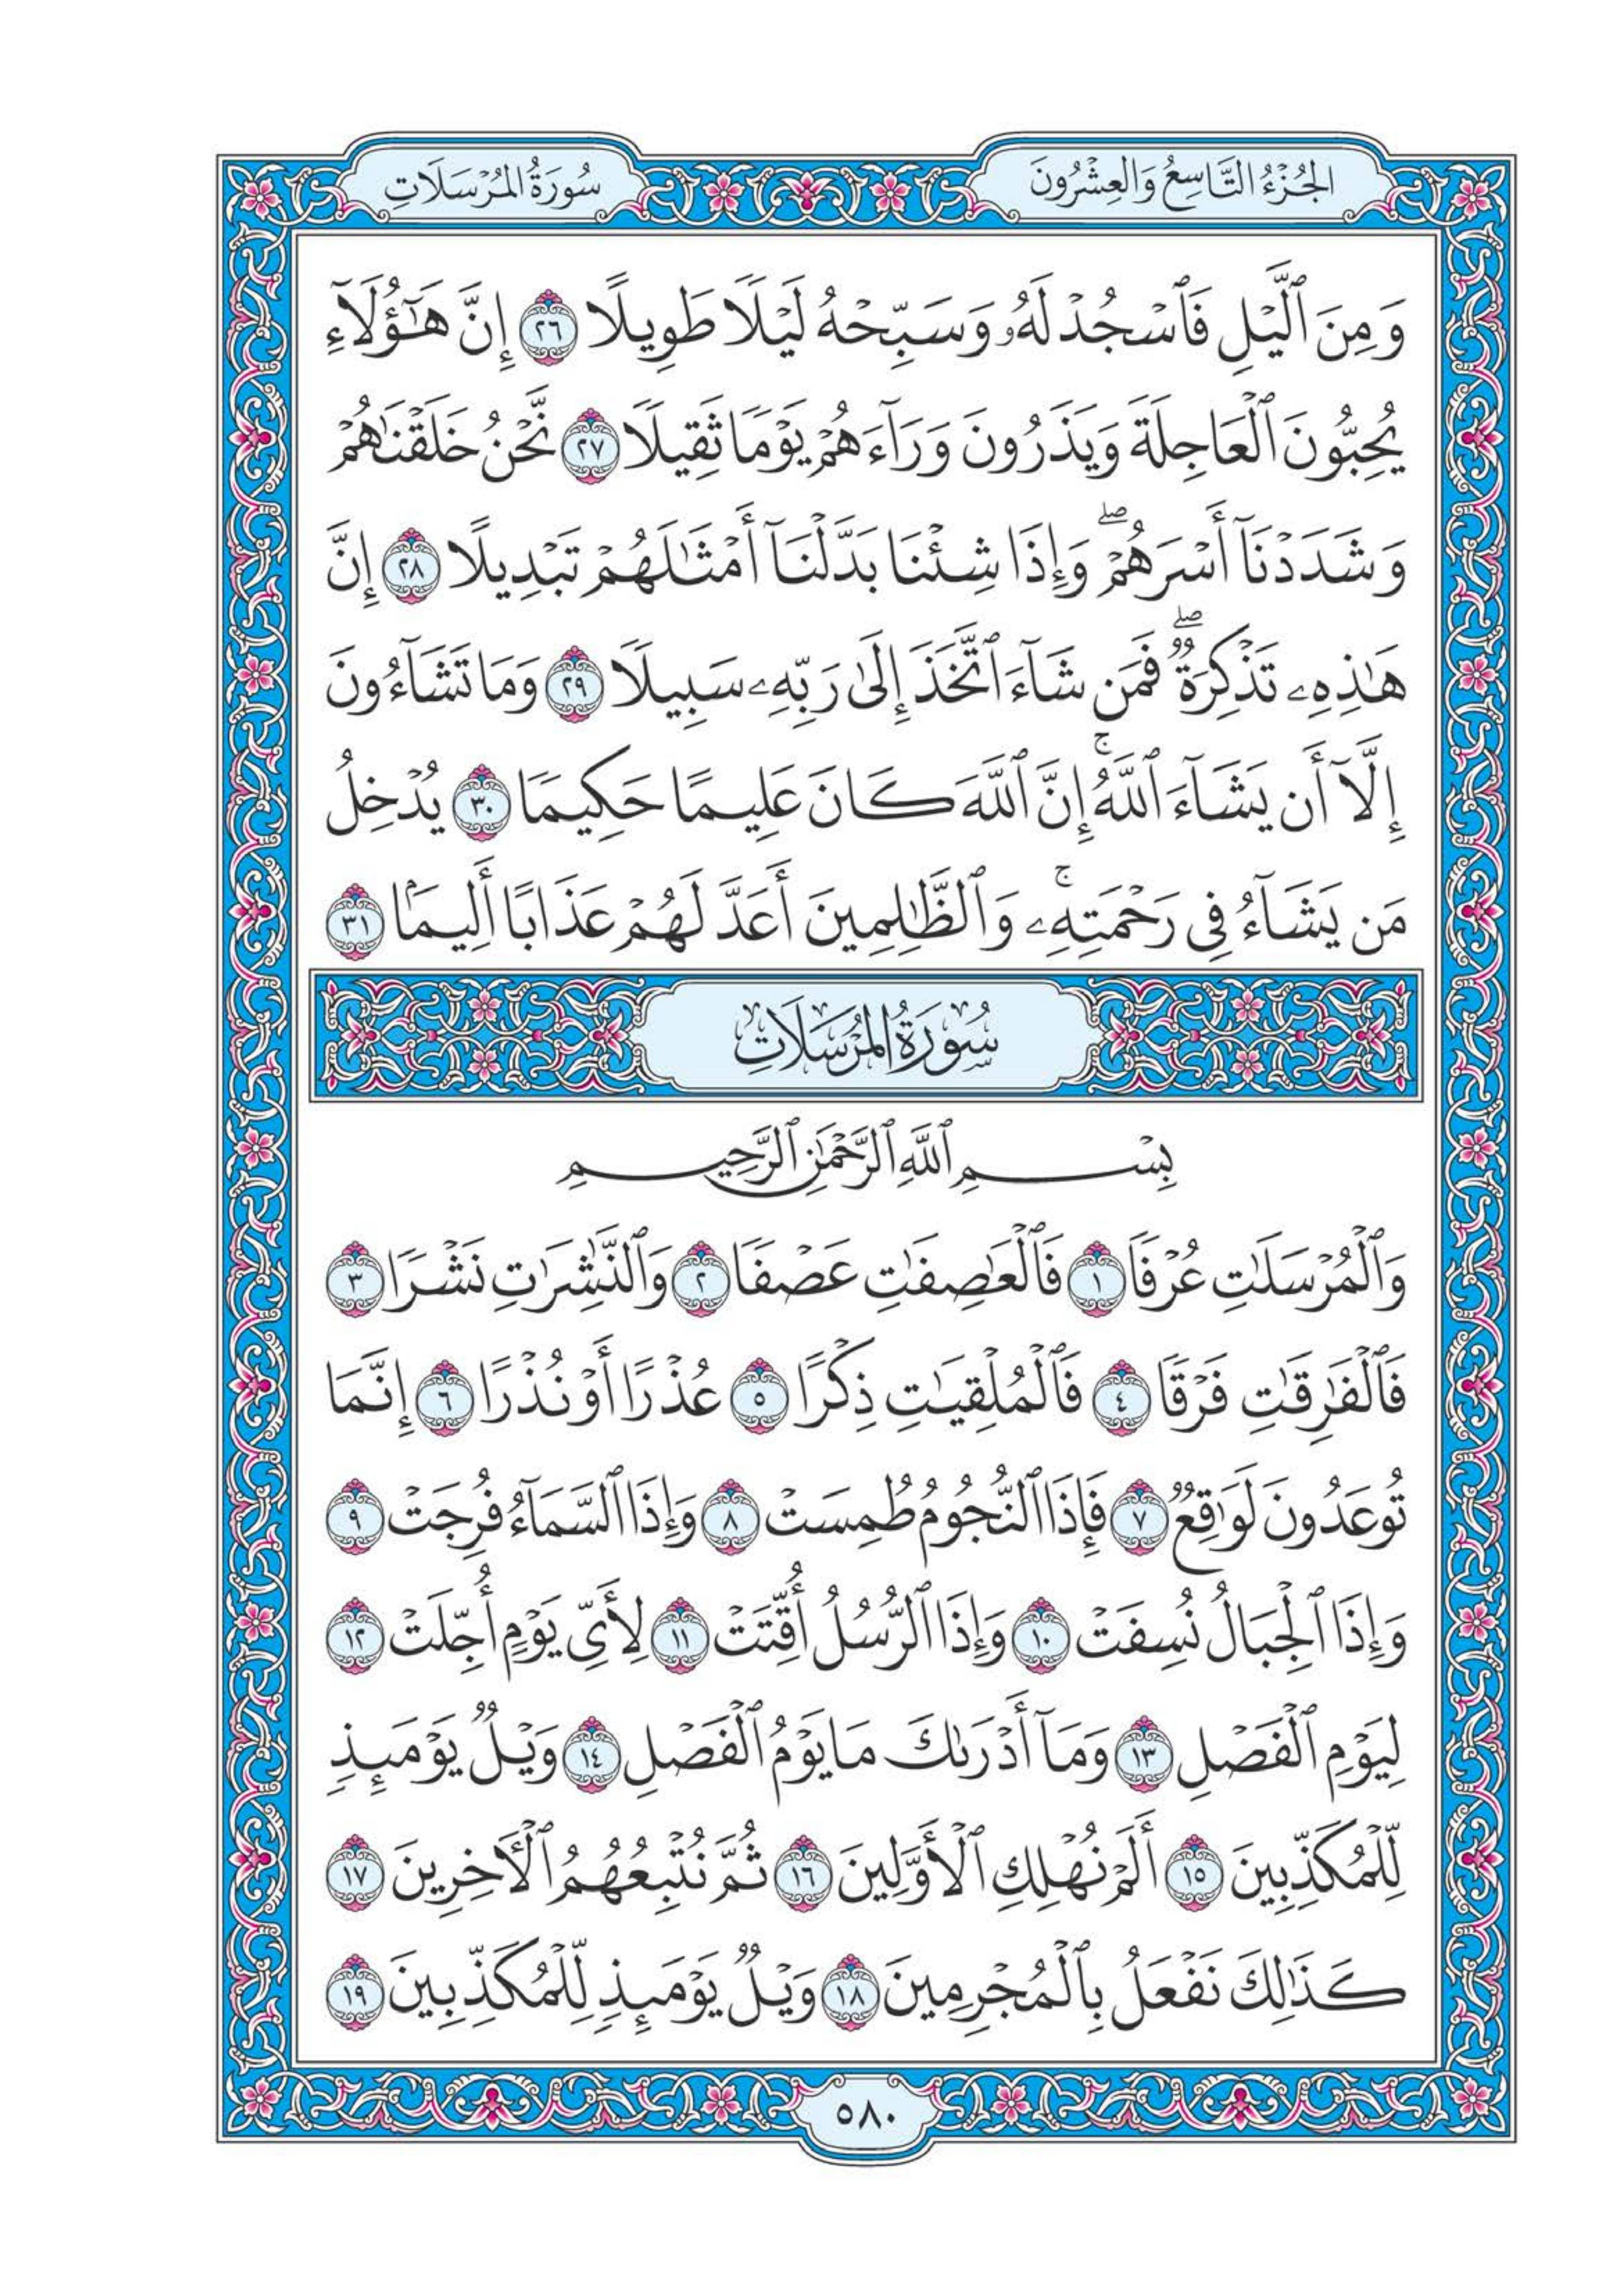 الجُزْءُ التَّاسِعُ وَالعِشْرُونَ
سُورَةُ المُرْسَلَاتِ
وَمِنَ ٱلَّيْلِ فَٱسْجُدْ لَهُۥ وَسَبِّحْهُ لَيْلًا طَوِيلًا ٢٦ إِنَّ هَٰٓؤُلَآءِ
يُحِبُّونَ ٱلْعَاجِلَةَ وَيَذَرُونَ وَرَآءَهُمْ يَوْمًا ثَقِيلًا ٢٧ نَّحْنُ خَلَقْنَٰهُمْ
وَشَدَدْنَآ أَسْرَهُمْۖ وَإِذَا شِئْنَا بَدَّلْنَآ أَمْثَٰلَهُمْ تَبْدِيلًا ٢٨ إِنَّ
هَٰذِهِۦ تَذْكِرَةٌۖ فَمَن شَآءَ ٱتَّخَذَ إِلَىٰ رَبِّهِۦ سَبِيلًا ٢٩ وَمَا تَشَآءُونَ
إِلَّآ أَن يَشَآءَ ٱللَّهُۚ إِنَّ ٱللَّهَ كَانَ عَلِيمًا حَكِيمًا ٣٠ يُدْخِلُ
مَن يَشَآءُ فِى رَحْمَتِهِۦۚ وَٱلظَّٰلِمِينَ أَعَدَّ لَهُمْ عَذَابًا أَلِيمًۢا ٣١
سُورَةُ المُرْسَلَاتِ
بِسْمِ ٱللَّهِ ٱلرَّحْمَٰنِ ٱلرَّحِيمِ
وَٱلْمُرْسَلَٰتِ عُرْفًا ١ فَٱلْعَٰصِفَٰتِ عَصْفًا ٢ وَٱلنَّٰشِرَٰتِ نَشْرًا ٣
فَٱلْفَٰرِقَٰتِ فَرْقًا ٤ فَٱلْمُلْقِيَٰتِ ذِكْرًا ٥ عُذْرًا أَوْ نُذْرًا ٦ إِنَّمَا
تُوعَدُونَ لَوَٰقِعٌ ٧ فَإِذَا ٱلنُّجُومُ طُمِسَتْ ٨ وَإِذَا ٱلسَّمَآءُ فُرِجَتْ ٩
وَإِذَا ٱلْجِبَالُ نُسِفَتْ ١٠ وَإِذَا ٱلرُّسُلُ أُقِّتَتْ ١١ لِأَىِّ يَوْمٍ أُجِّلَتْ ١٢
لِيَوْمِ ٱلْفَصْلِ ١٣ وَمَآ أَدْرَىٰكَ مَا يَوْمُ ٱلْفَصْلِ ١٤ وَيْلٌ يَوْمَئِذٍ
لِّلْمُكَذِّبِينَ ١٥ أَلَمْ نُهْلِكِ ٱلْأَوَّلِينَ ١٦ ثُمَّ نُتْبِعُهُمُ ٱلْءَاخِرِينَ ١٧
كَذَٰلِكَ نَفْعَلُ بِٱلْمُجْرِمِينَ ١٨ وَيْلٌ يَوْمَئِذٍ لِّلْمُكَذِّبِينَ ١٩
٥٨٠